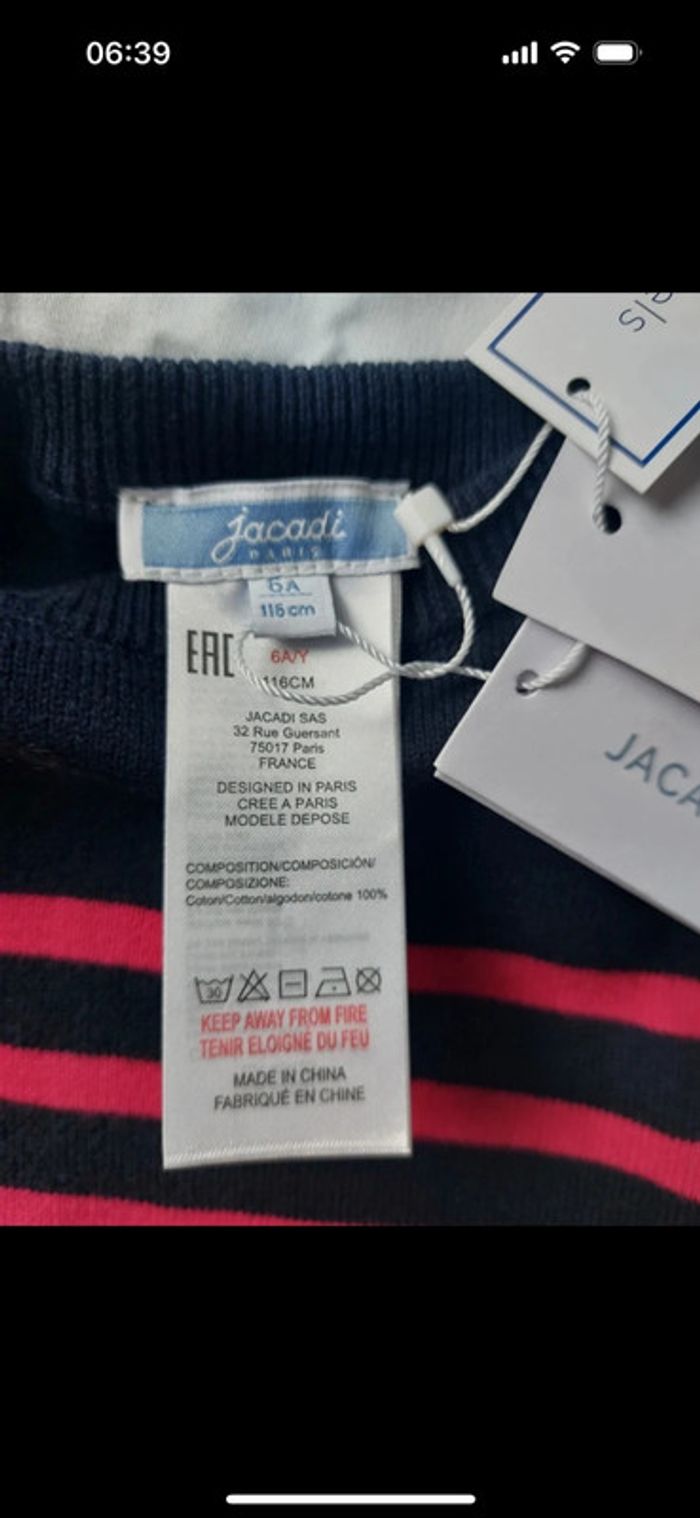 06:39
jacadi
PARIS
6A
116 cm
EAC
6A/Y
116CM
JACADI SAS
32 Rue Guersant
75017 Paris
FRANCE
DESIGNED IN PARIS
CREE A PARIS
MODELE DEPOSE
COMPOSITION/COMPOSICIÓN/
COMPOSIZIONE:
Coton/Cotton/algodon/cotone 100%
30
KEEP AWAY FROM FIRE
TENIR ELOIGNÉ DU FEU
MADE IN CHINA
FABRIQUÉ EN CHINE
JACA